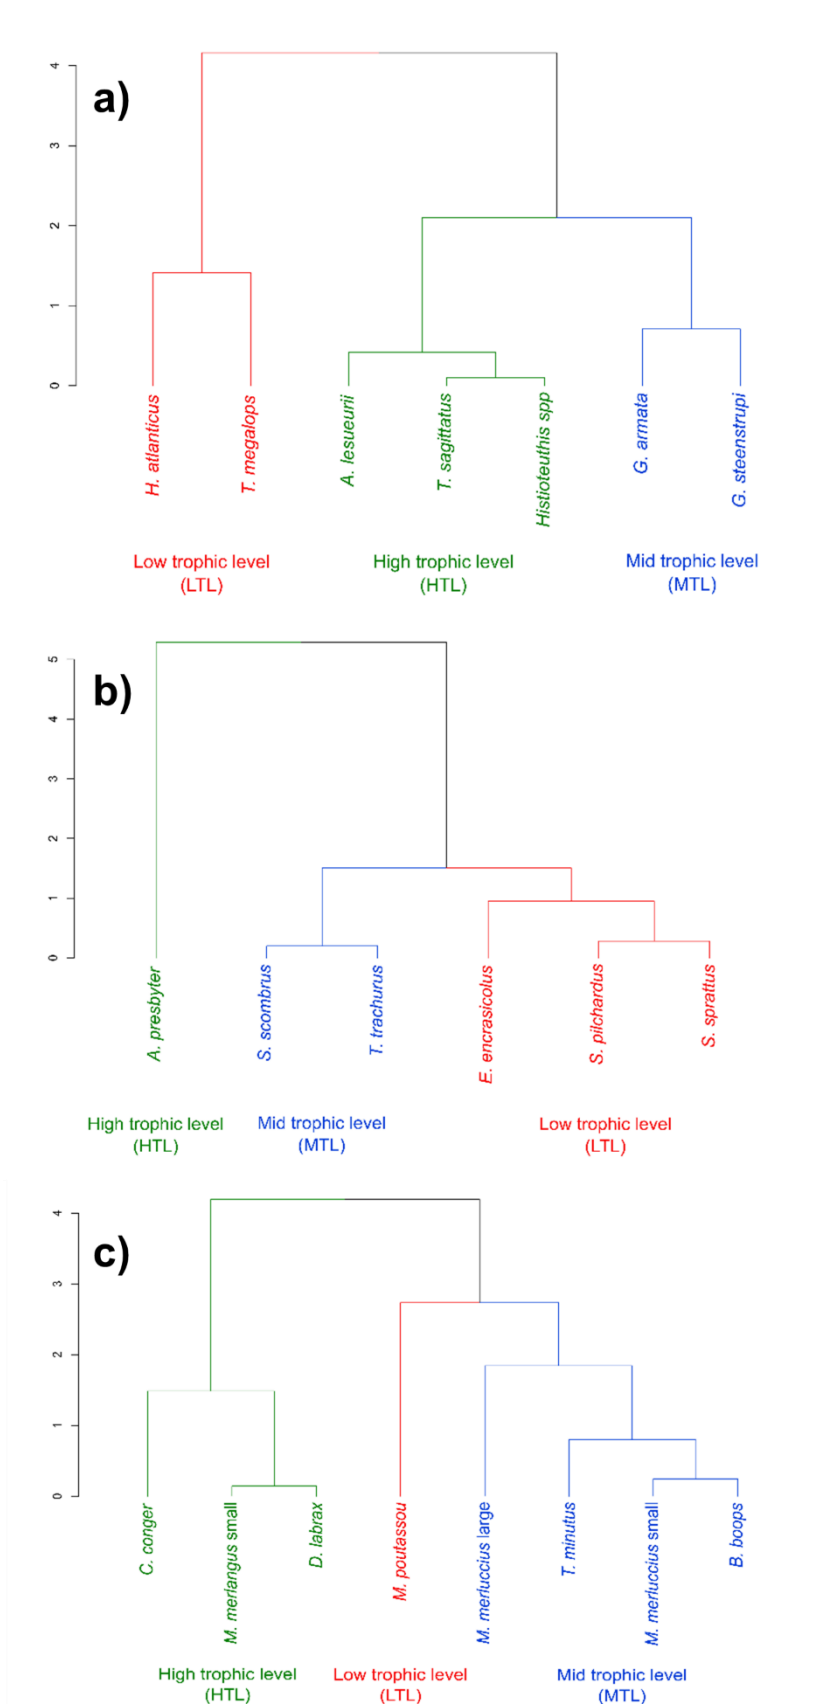 a)
4
3
2
1
0
H. atlanticus
T. megalops
A. lesueurii
T. sagittatus
Histioteuthis spp
G. armata
G. steenstrupi
Low trophic level
(LTL)
High trophic level
(HTL)
Mid trophic level
(MTL)
b)
5
4
3
2
1
0
A. presbyter
S. scombrus
T. trachurus
E. encrasicolus
S. pilchardus
S. sprattus
High trophic level
(HTL)
Mid trophic level
(MTL)
Low trophic level
(LTL)
c)
4
3
2
1
0
C. conger
M. merlangus small
D. labrax
M. poutassou
M. merluccius large
T. minutus
M. merluccius small
B. boops
High trophic level
(HTL)
Low trophic level
(LTL)
Mid trophic level
(MTL)